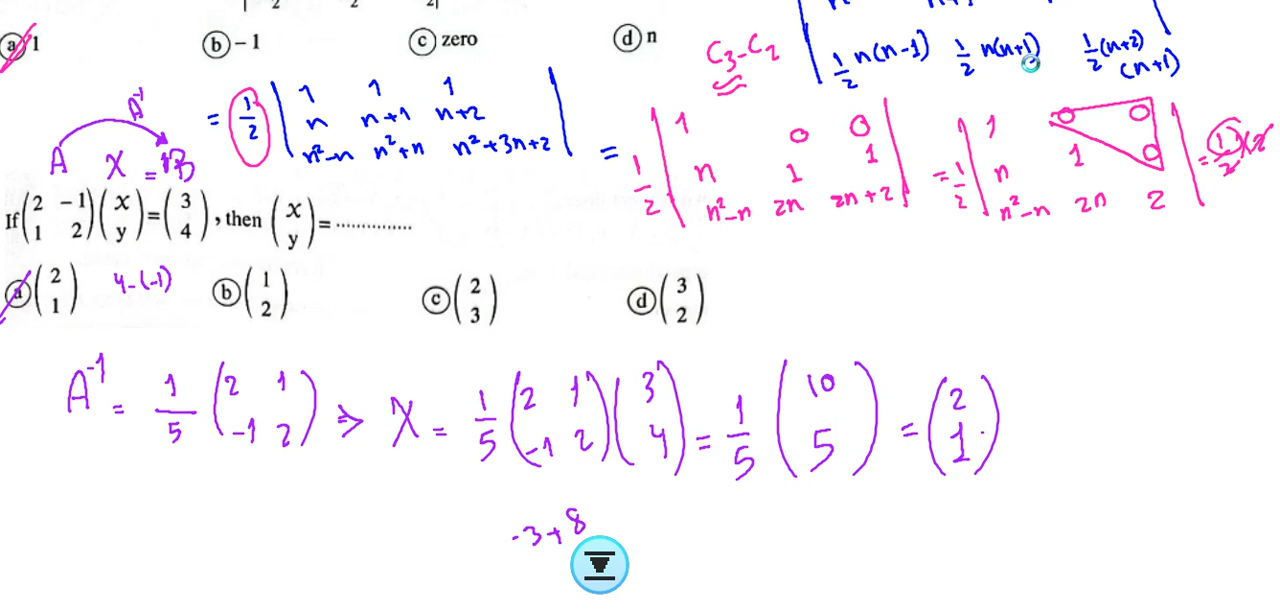 ⓐ 1 ⓑ – 1 ⓒ zero ⓓ n
C₃-C₂
½ n(n-1) ½ n(n+1) ½ (n+2)(n+1)
= ½ | 1 1 1
n n+1 n+2
n²-n n²+n n²+3n+2 |
= ½ | 1 0 0
n 1 1
n²-n 2n 2n+2 |
= ½ | 1 0 0
n 1 0
n²-n 2n 2 |
A⁻¹
A X = B
If (2 –1 ; 1 2)(x ; y) = (3 ; 4) , then (x ; y) = ...............
ⓐ (2 ; 1) 4-(-1) ⓑ (1 ; 2) ⓒ (2 ; 3) ⓓ (3 ; 2)
A⁻¹ = 1/5 (2 1 ; -1 2) ⇒ X = 1/5 (2 1 ; -1 2)(3 ; 4) = 1/5 (10 ; 5) = (2 ; 1)
-3+8